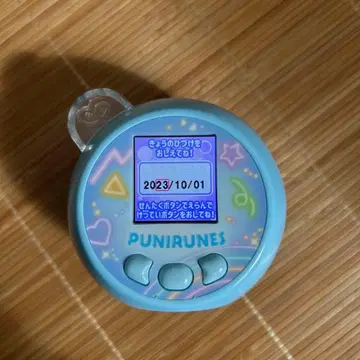 きょうのひづけを
おしえてね!
2023/10/01
せんたくボタンでえらんで
けっていボタンをおしてね!
PUNIRUNES